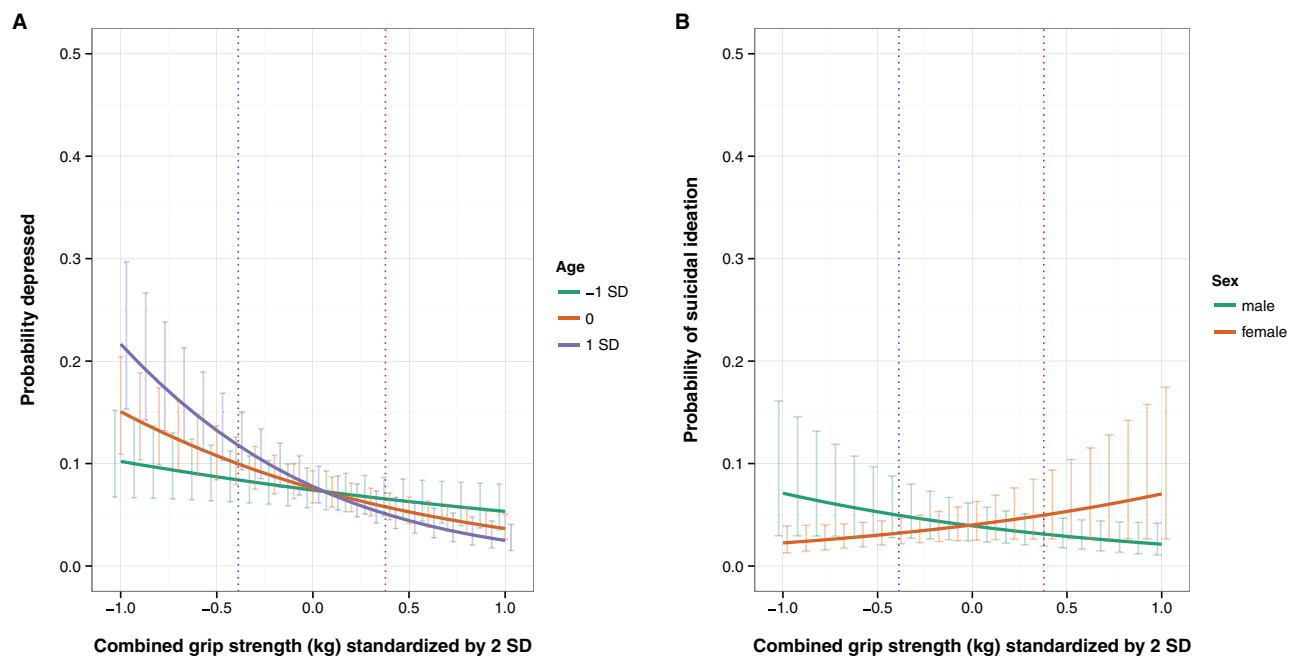 A
0.5
0.4
0.3
0.2
0.1
0.0
Probability depressed
−1.0 −0.5 0.0 0.5 1.0
Combined grip strength (kg) standardized by 2 SD
Age
−1 SD
0
1 SD
B
0.5
0.4
0.3
0.2
0.1
0.0
Probability of suicidal ideation
−1.0 −0.5 0.0 0.5 1.0
Combined grip strength (kg) standardized by 2 SD
Sex
male
female